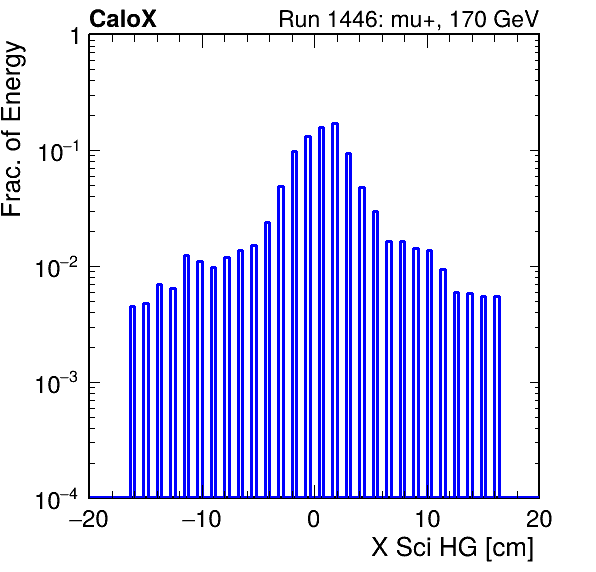 CaloX Run 1446: mu+, 170 GeV
Frac. of Energy
1
10⁻¹
10⁻²
10⁻³
10⁻⁴
−20 −10 0 10 20
X Sci HG [cm]